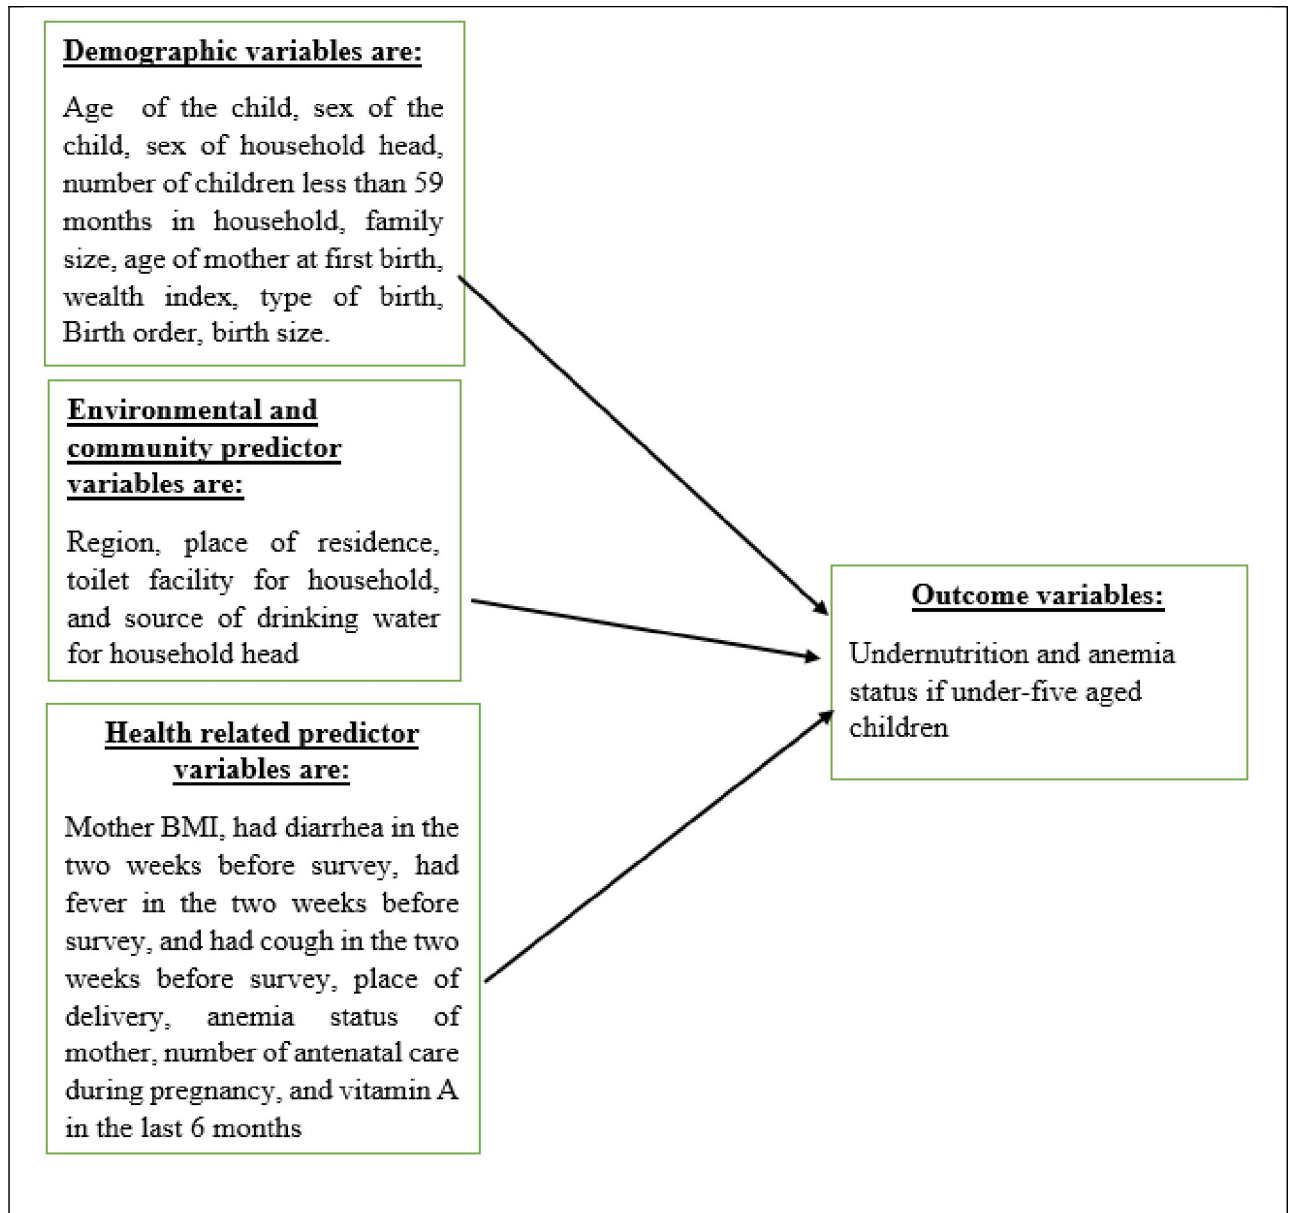 Demographic variables are:
Age of the child, sex of the
child, sex of household head,
number of children less than 59
months in household, family
size, age of mother at first birth,
wealth index, type of birth,
Birth order, birth size.
Environmental and
community predictor
variables are:
Region, place of residence,
toilet facility for household,
and source of drinking water
for household head
Health related predictor
variables are:
Mother BMI, had diarrhea in the
two weeks before survey, had
fever in the two weeks before
survey, and had cough in the two
weeks before survey, place of
delivery, anemia status of
mother, number of antenatal care
during pregnancy, and vitamin A
in the last 6 months
Outcome variables:
Undernutrition and anemia
status if under-five aged
children